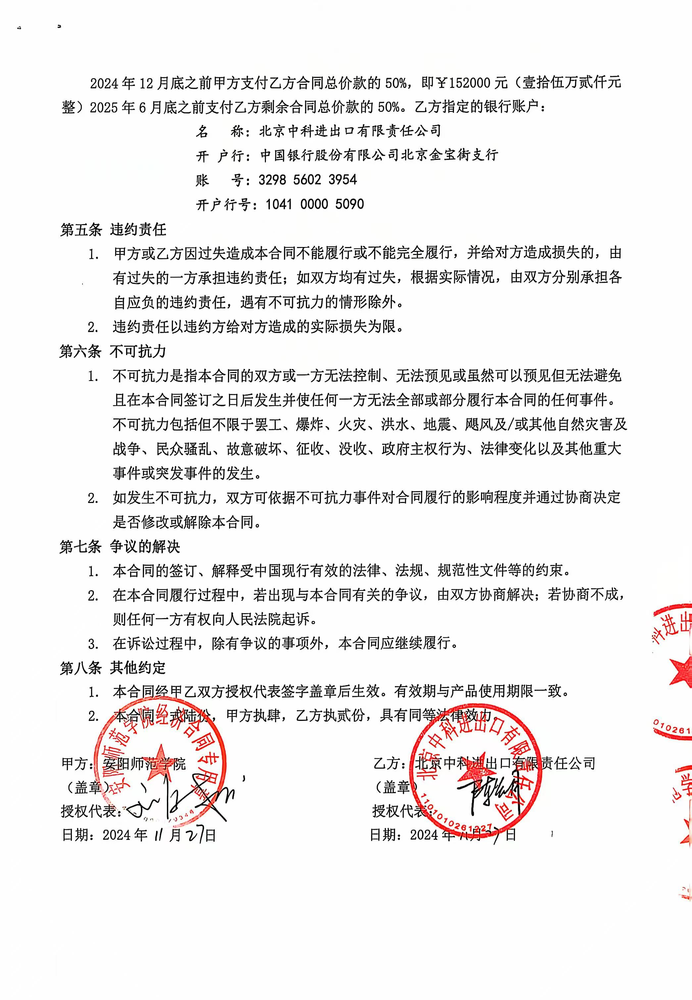 2024 年 12 月底之前甲方支付乙方合同总价款的 50%，即￥152000 元（壹拾伍万贰仟元
整）2025 年 6 月底之前支付乙方剩余合同总价款的 50%。乙方指定的银行账户：
名 称：北京中科进出口有限责任公司
开 户行：中国银行股份有限公司北京金宝街支行
账 号：3298 5602 3954
开户行号：1041 0000 5090
第五条 违约责任
1. 甲方或乙方因过失造成本合同不能履行或不能完全履行，并给对方造成损失的，由
有过失的一方承担违约责任；如双方均有过失，根据实际情况，由双方分别承担各
自应负的违约责任，遇有不可抗力的情形除外。
2. 违约责任以违约方给对方造成的实际损失为限。
第六条 不可抗力
1. 不可抗力是指本合同的双方或一方无法控制、无法预见或虽然可以预见但无法避免
且在本合同签订之日后发生并使任何一方无法全部或部分履行本合同的任何事件。
不可抗力包括但不限于罢工、爆炸、火灾、洪水、地震、飓风及/或其他自然灾害及
战争、民众骚乱、故意破坏、征收、没收、政府主权行为、法律变化以及其他重大
事件或突发事件的发生。
2. 如发生不可抗力，双方可依据不可抗力事件对合同履行的影响程度并通过协商决定
是否修改或解除本合同。
第七条 争议的解决
1. 本合同的签订、解释受中国现行有效的法律、法规、规范性文件等的约束。
2. 在本合同履行过程中，若出现与本合同有关的争议，由双方协商解决；若协商不成，
则任何一方有权向人民法院起诉。
3. 在诉讼过程中，除有争议的事项外，本合同应继续履行。
第八条 其他约定
1. 本合同经甲乙双方授权代表签字盖章后生效。有效期与产品使用期限一致。
2. 本合同一式陆份，甲方执肆，乙方执贰份，具有同等法律效力。
甲方：安阳师范学院
（盖章）
授权代表：
日期：2024 年 11 月 27 日
安阳师范学院经济合同专用章
乙方：北京中科进出口有限责任公司
（盖章）
授权代表：
日期：2024 年 11 月 27 日
北京中科进出口有限责任公司
1101010261227
科进出
010261